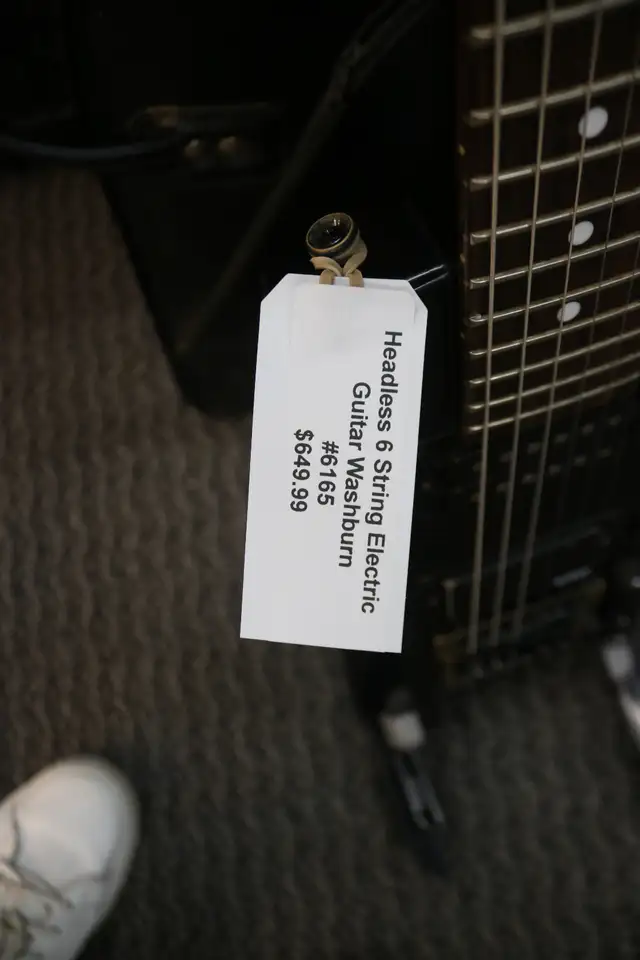 Headless 6 String Electric
Guitar Washburn
#6165
$649.99